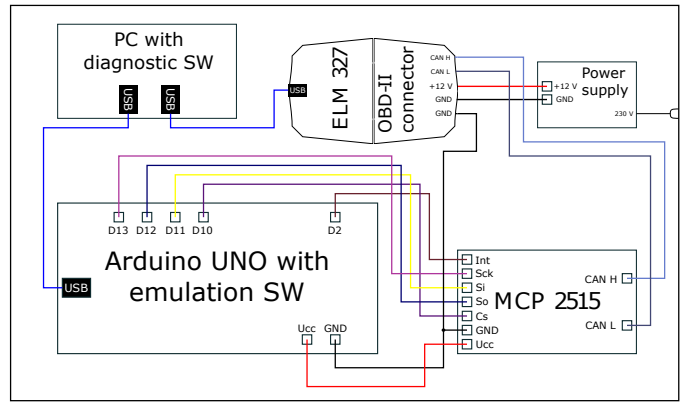 PC with
diagnostic SW
USB
USB
USB
ELM 327
OBD-II
connector
CAN H
CAN L
+12 V
GND
GND
Power
supply
+12 V
GND
230 V
D13
D12
D11
D10
D2
Arduino UNO with
emulation SW
USB
Ucc
GND
Int
Sck
Si
So
Cs
GND
Ucc
MCP 2515
CAN H
CAN L